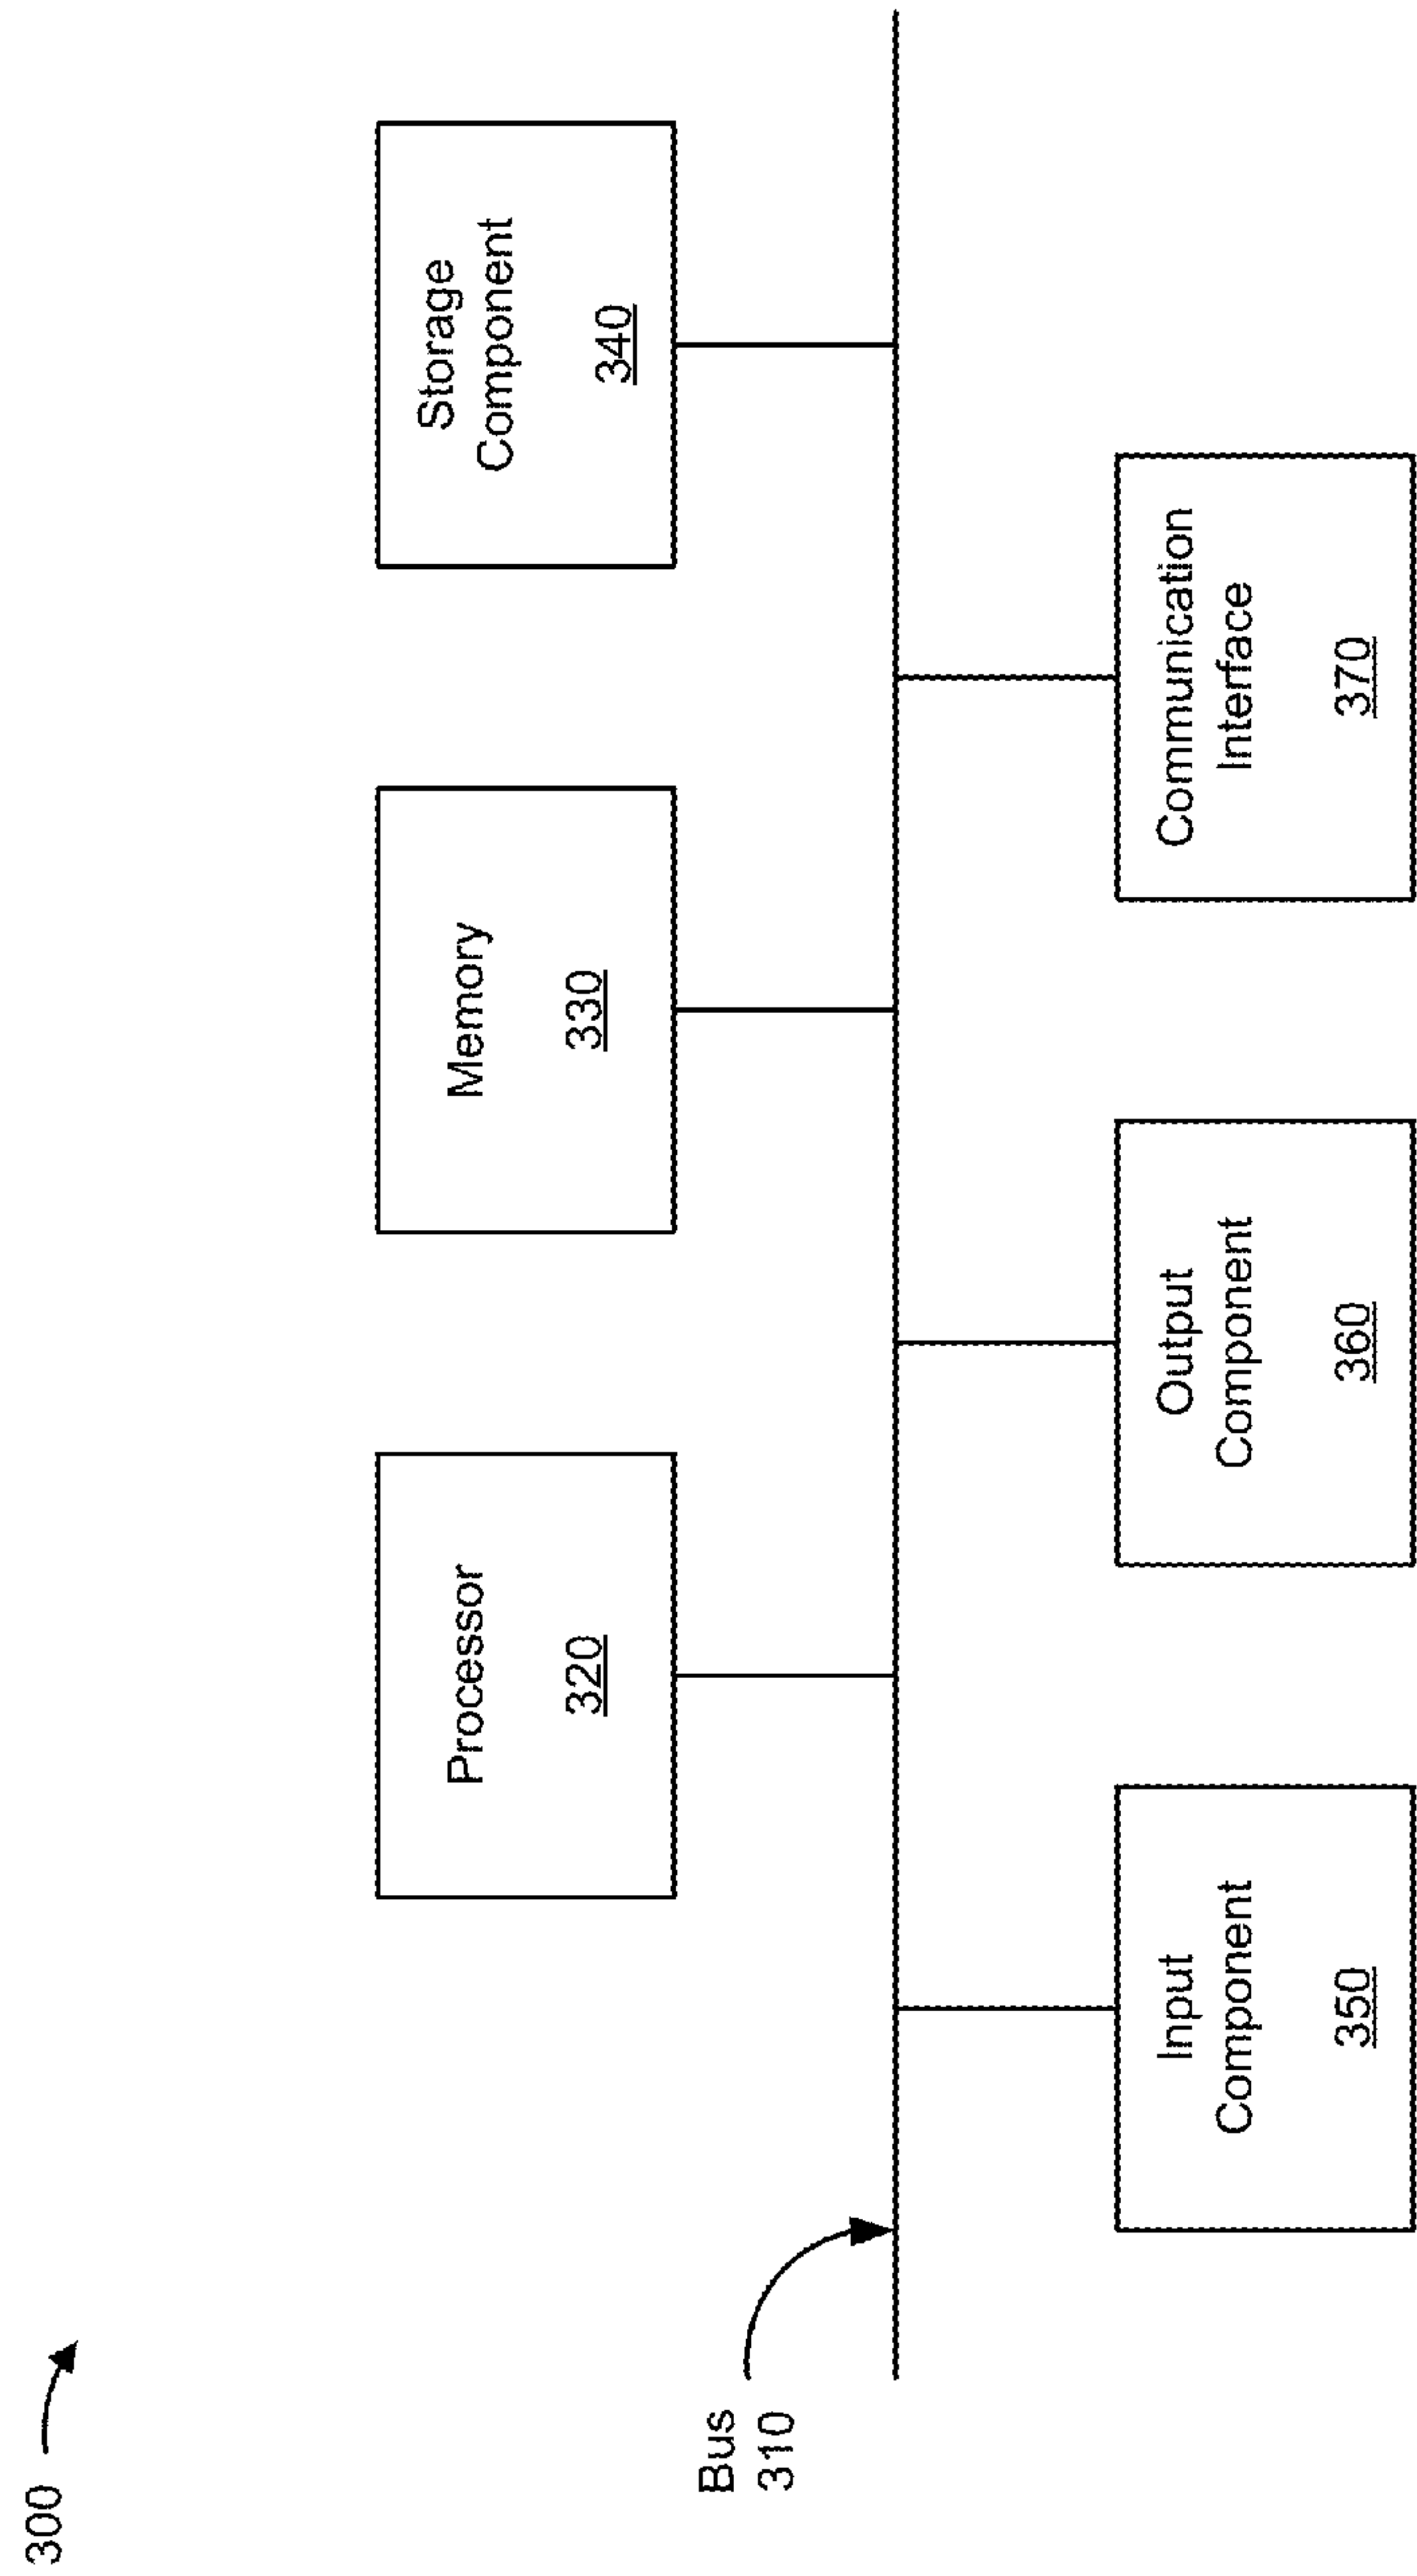 300
Processor
320
Memory
330
Storage
Component
340
Bus
310
Input
Component
350
Output
Component
360
Communication
Interface
370